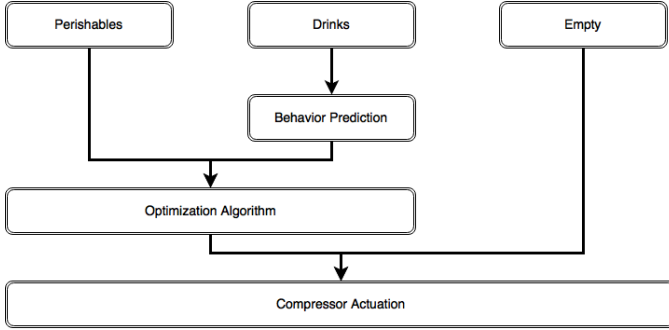 Perishables
Drinks
Empty
Behavior Prediction
Optimization Algorithm
Compressor Actuation